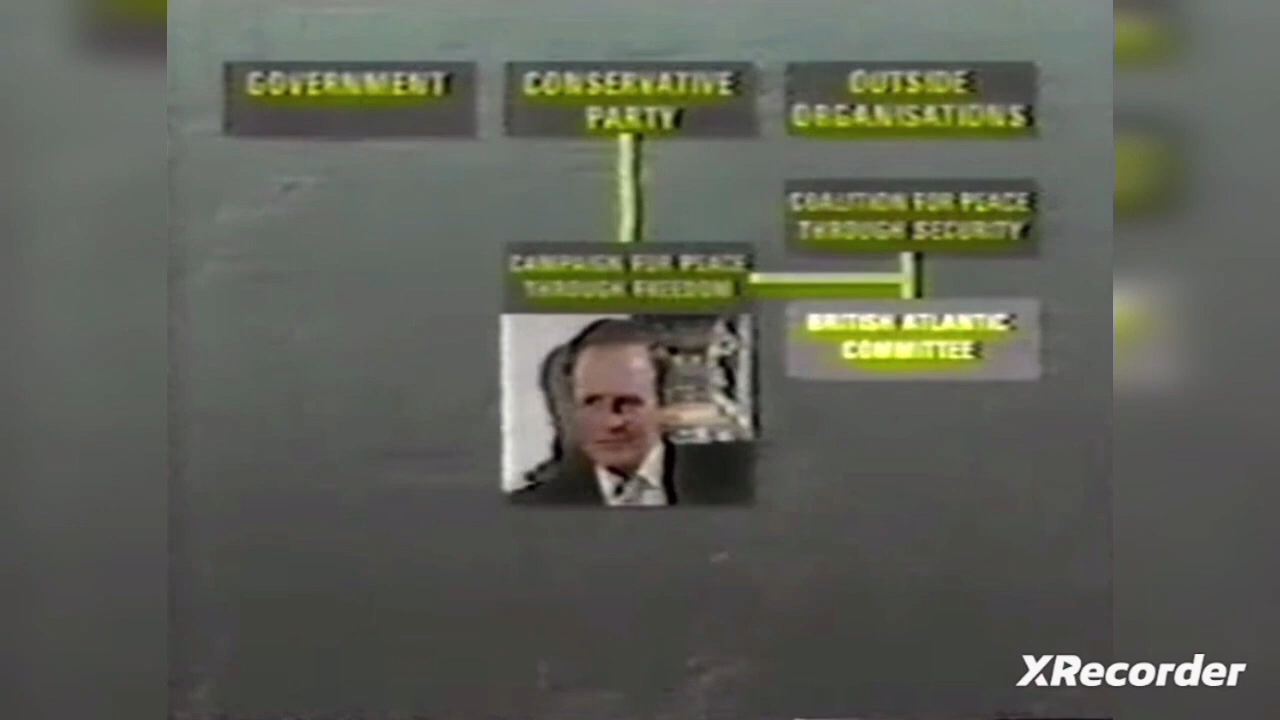 GOVERNMENT
CONSERVATIVE
PARTY
OUTSIDE
ORGANISATIONS
COALITION FOR PEACE
THROUGH SECURITY
CAMPAIGN FOR PEACE
THROUGH FREEDOM
BRITISH ATLANTIC
COMMITTEE
XRecorder